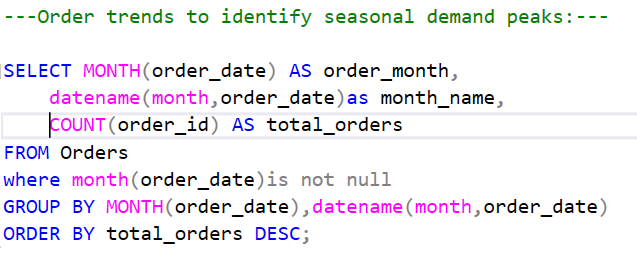 ---Order trends to identify seasonal demand peaks:---
SELECT MONTH(order_date) AS order_month,
datename(month,order_date)as month_name,
COUNT(order_id) AS total_orders
FROM Orders
where month(order_date)is not null
GROUP BY MONTH(order_date),datename(month,order_date)
ORDER BY total_orders DESC;